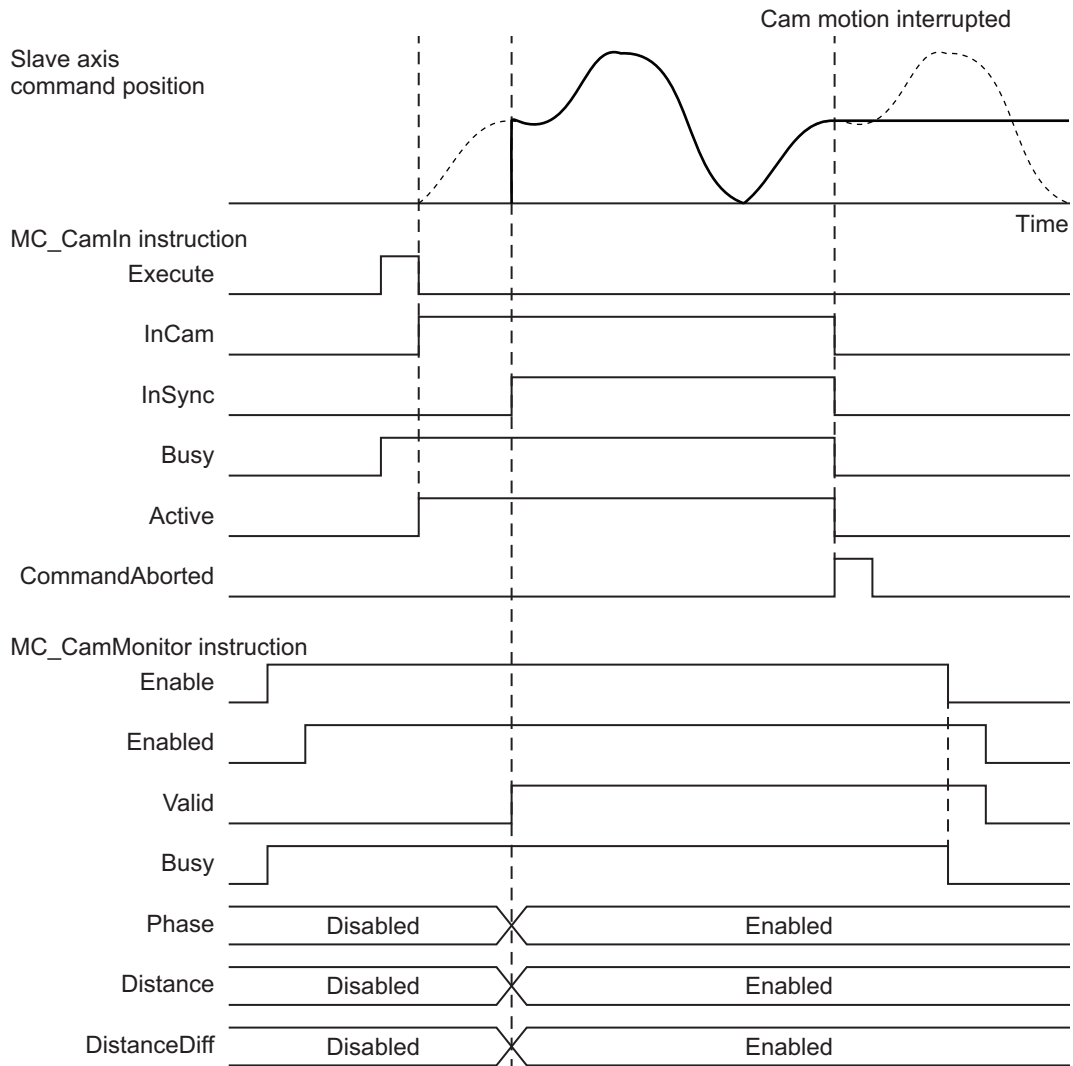 Cam motion interrupted
Slave axis
command position
Time
MC_CamIn instruction
Execute
InCam
InSync
Busy
Active
CommandAborted
MC_CamMonitor instruction
Enable
Enabled
Valid
Busy
Phase Disabled Enabled
Distance Disabled Enabled
DistanceDiff Disabled Enabled